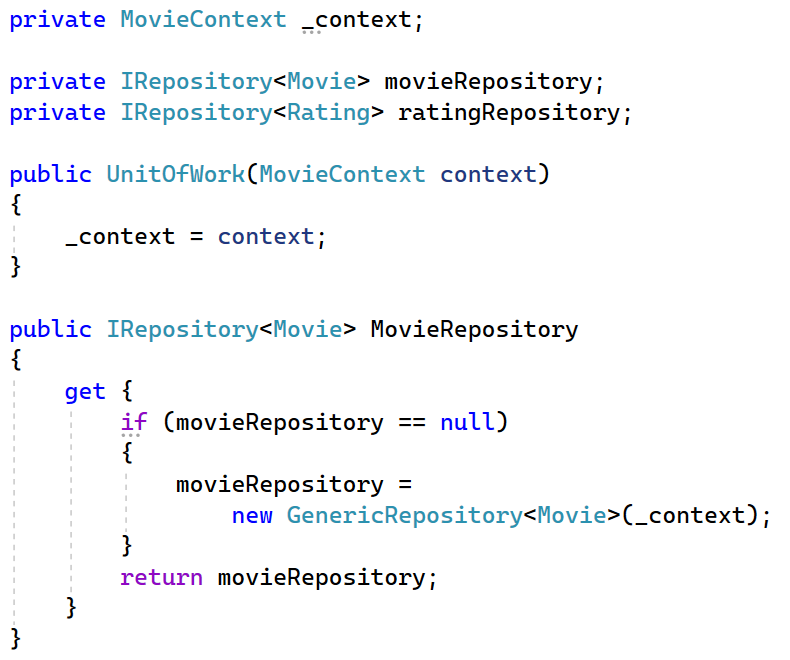 private MovieContext _context;
private IRepository<Movie> movieRepository;
private IRepository<Rating> ratingRepository;
public UnitOfWork(MovieContext context)
{
    _context = context;
}
public IRepository<Movie> MovieRepository
{
    get {
        if (movieRepository == null)
        {
            movieRepository =
                new GenericRepository<Movie>(_context);
        }
        return movieRepository;
    }
}